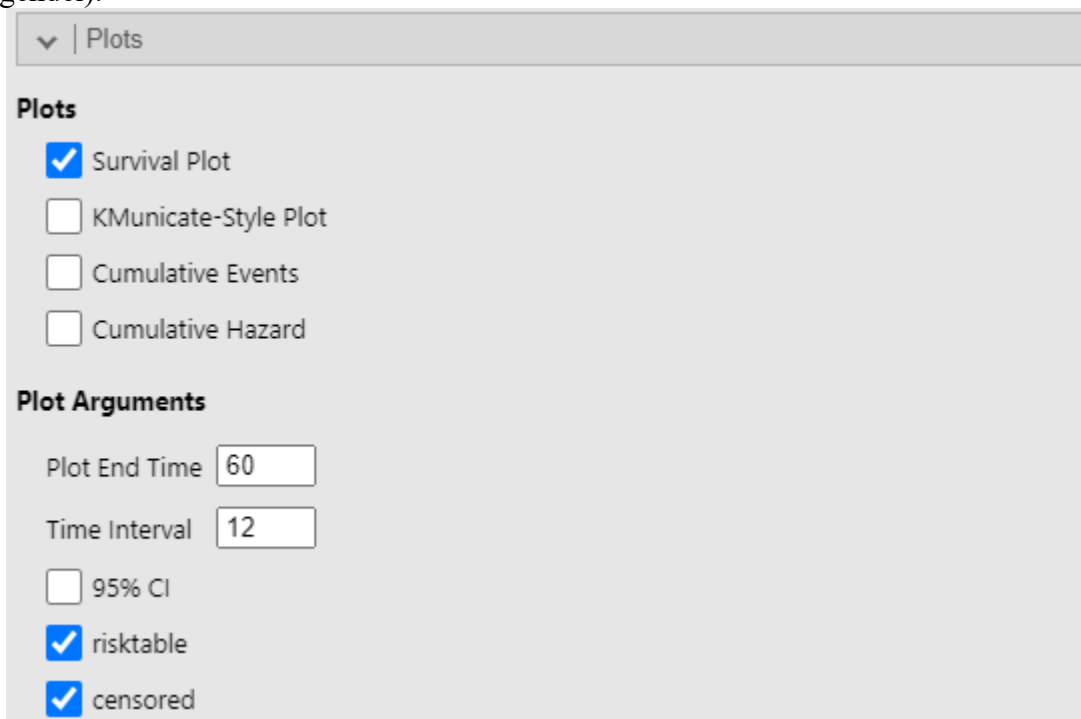 gender).
Plots
Plots
Survival Plot
KMunicate-Style Plot
Cumulative Events
Cumulative Hazard
Plot Arguments
Plot End Time 60
Time Interval 12
95% CI
risktable
censored